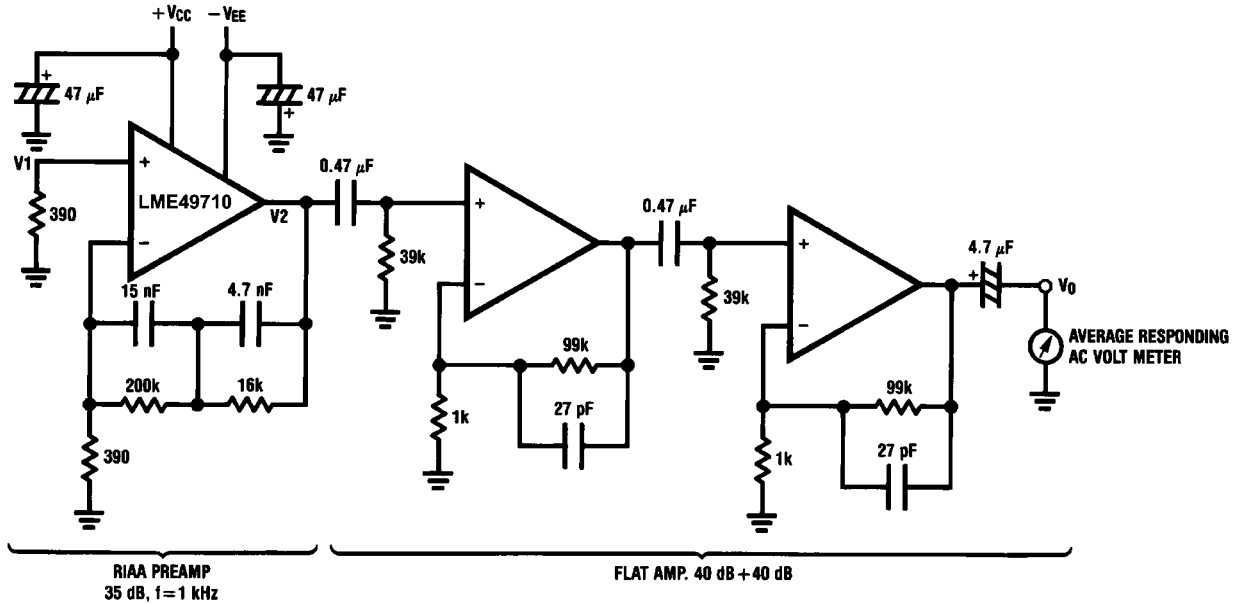 +VCC
−VEE
+
47 µF
47 µF
+
V1
+
390
LME49710
V2
−
0.47 µF
+
39k
−
0.47 µF
+
39k
−
4.7 µF
+
VO
AVERAGE RESPONDING
AC VOLT METER
15 nF
4.7 nF
200k
16k
390
99k
1k
27 pF
99k
1k
27 pF
RIAA PREAMP
35 dB, f=1 kHz
FLAT AMP. 40 dB+40 dB